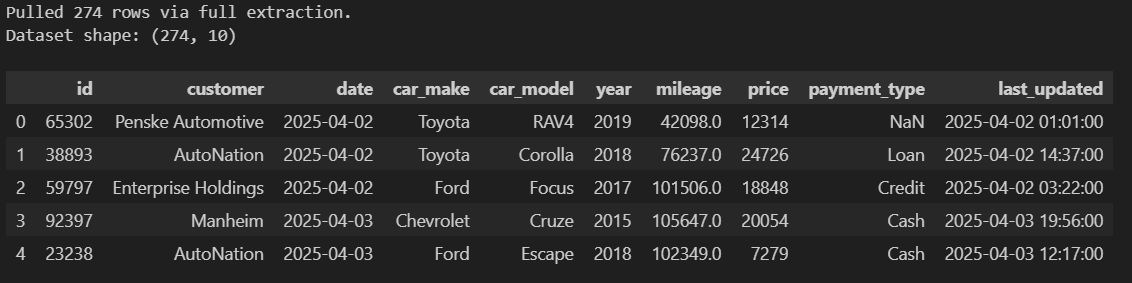 Pulled 274 rows via full extraction.
Dataset shape: (274, 10)
id customer date car_make car_model year mileage price payment_type last_updated
0 65302 Penske Automotive 2025-04-02 Toyota RAV4 2019 42098.0 12314 NaN 2025-04-02 01:01:00
1 38893 AutoNation 2025-04-02 Toyota Corolla 2018 76237.0 24726 Loan 2025-04-02 14:37:00
2 59797 Enterprise Holdings 2025-04-02 Ford Focus 2017 101506.0 18848 Credit 2025-04-02 03:22:00
3 92397 Manheim 2025-04-03 Chevrolet Cruze 2015 105647.0 20054 Cash 2025-04-03 19:56:00
4 23238 AutoNation 2025-04-03 Ford Escape 2018 102349.0 7279 Cash 2025-04-03 12:17:00